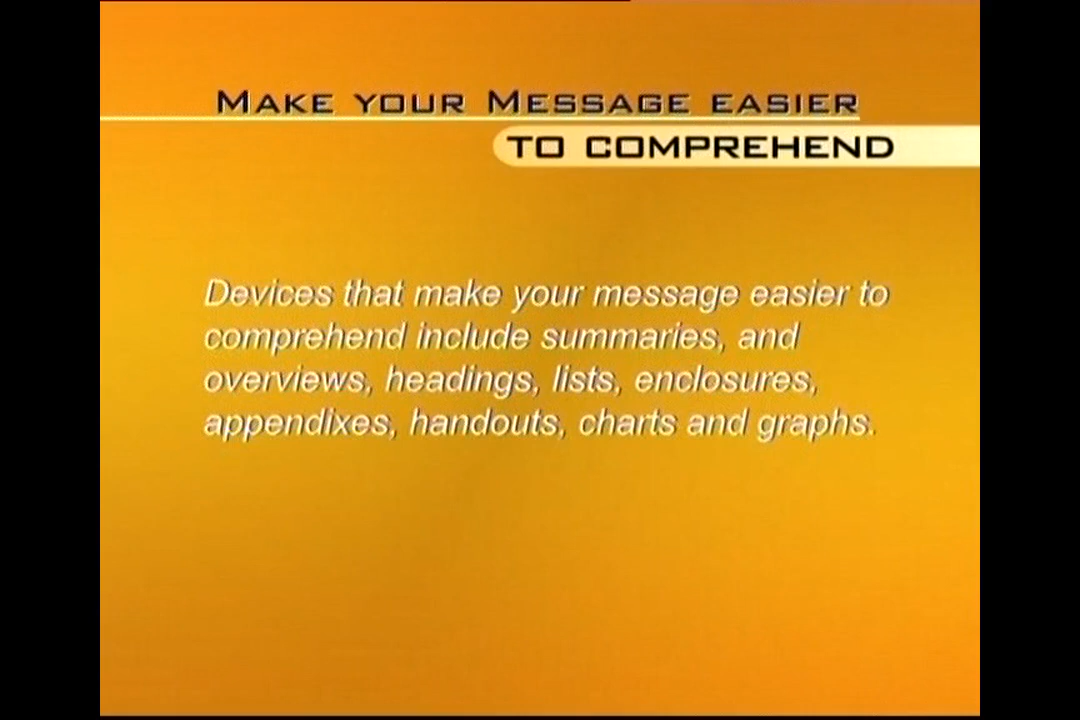 Make your Message easier
to comprehend
Devices that make your message easier to
comprehend include summaries, and
overviews, headings, lists, enclosures,
appendixes, handouts, charts and graphs.